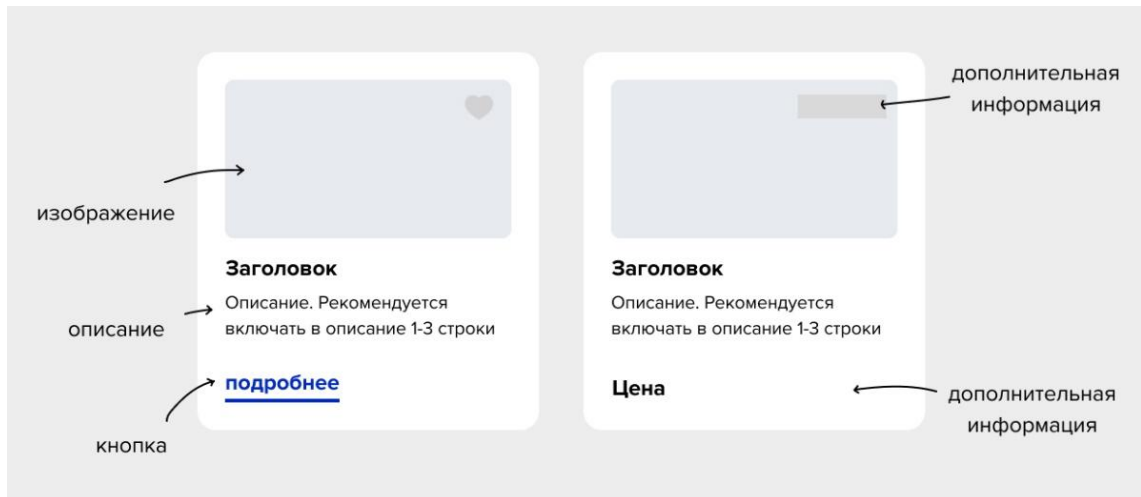 изображение
описание
кнопка
Заголовок
Описание. Рекомендуется
включать в описание 1-3 строки
подробнее
Заголовок
Описание. Рекомендуется
включать в описание 1-3 строки
Цена
дополнительная
информация
дополнительная
информация